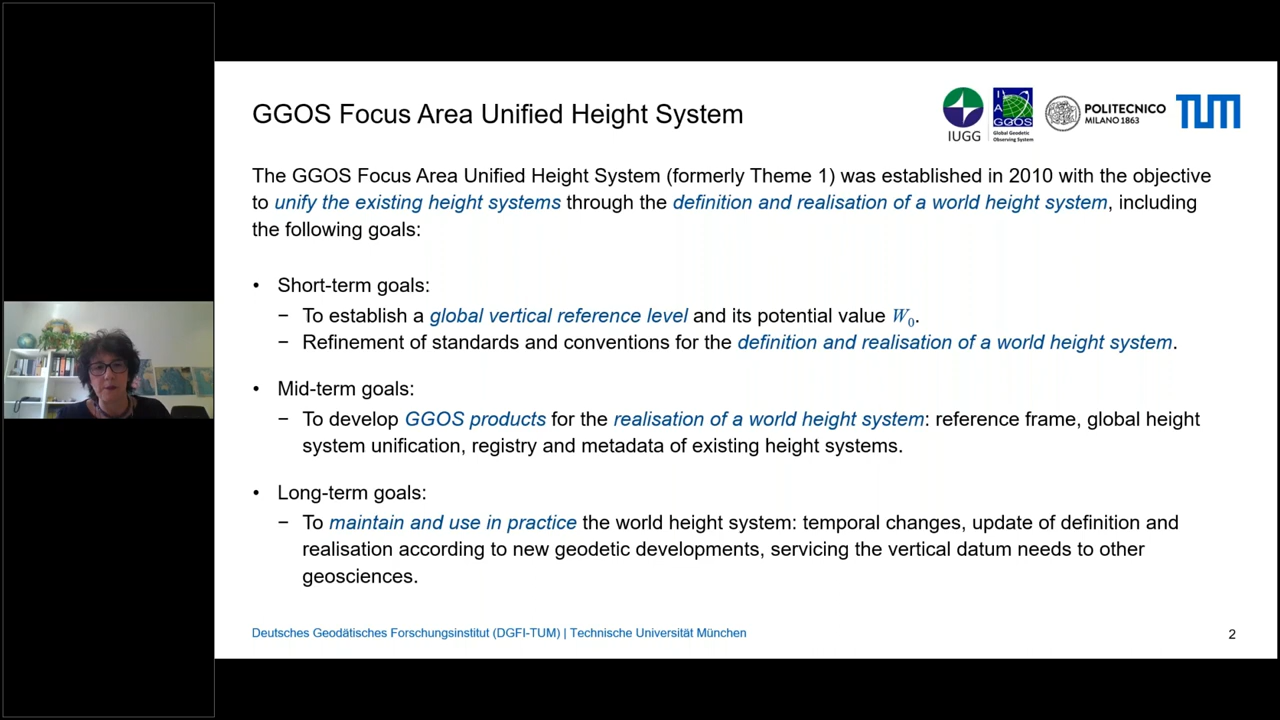 GGOS Focus Area Unified Height System
IUGG
I
A
G
GGOS
Global Geodetic
Observing System
POLITECNICO
MILANO 1863
TUM
The GGOS Focus Area Unified Height System (formerly Theme 1) was established in 2010 with the objective
to unify the existing height systems through the definition and realisation of a world height system, including
the following goals:
• Short-term goals:
− To establish a global vertical reference level and its potential value W₀.
− Refinement of standards and conventions for the definition and realisation of a world height system.
• Mid-term goals:
− To develop GGOS products for the realisation of a world height system: reference frame, global height
system unification, registry and metadata of existing height systems.
• Long-term goals:
− To maintain and use in practice the world height system: temporal changes, update of definition and
realisation according to new geodetic developments, servicing the vertical datum needs to other
geosciences.
Deutsches Geodätisches Forschungsinstitut (DGFI-TUM) | Technische Universität München
2